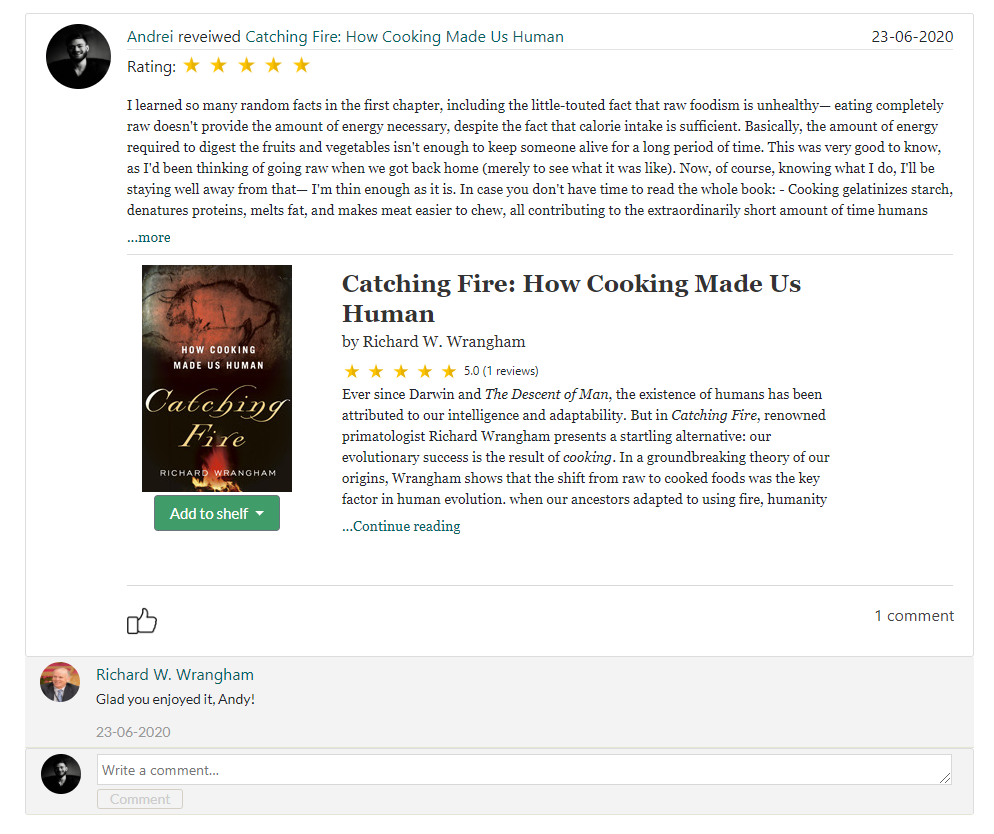 Andrei reveiwed Catching Fire: How Cooking Made Us Human 23-06-2020
Rating:
I learned so many random facts in the first chapter, including the little-touted fact that raw foodism is unhealthy— eating completely
raw doesn't provide the amount of energy necessary, despite the fact that calorie intake is sufficient. Basically, the amount of energy
required to digest the fruits and vegetables isn't enough to keep someone alive for a long period of time. This was very good to know,
as I'd been thinking of going raw when we got back home (merely to see what it was like). Now, of course, knowing what I do, I'll be
staying well away from that— I'm thin enough as it is. In case you don't have time to read the whole book: - Cooking gelatinizes starch,
denatures proteins, melts fat, and makes meat easier to chew, all contributing to the extraordinarily short amount of time humans
...more
HOW COOKING
MADE US HUMAN
Catching
Fire
RICHARD WRANGHAM
Add to shelf
Catching Fire: How Cooking Made Us
Human
by Richard W. Wrangham
5.0 (1 reviews)
Ever since Darwin and The Descent of Man, the existence of humans has been
attributed to our intelligence and adaptability. But in Catching Fire, renowned
primatologist Richard Wrangham presents a startling alternative: our
evolutionary success is the result of cooking. In a groundbreaking theory of our
origins, Wrangham shows that the shift from raw to cooked foods was the key
factor in human evolution. when our ancestors adapted to using fire, humanity
...Continue reading
1 comment
Richard W. Wrangham
Glad you enjoyed it, Andy!
23-06-2020
Write a comment...
Comment